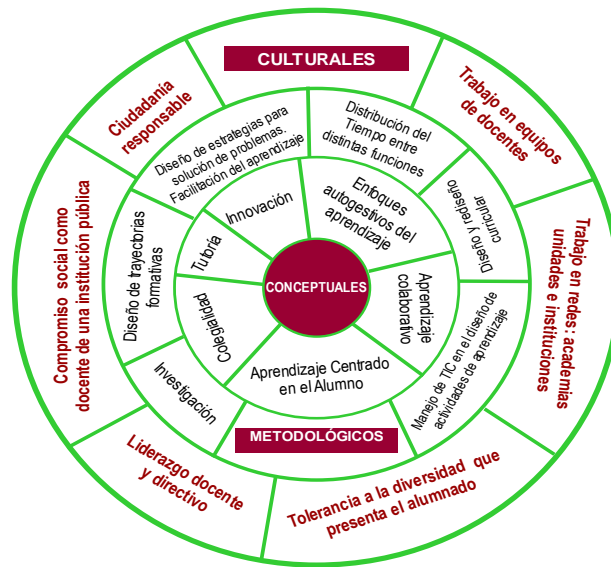 CULTURALES
Trabajo en equipos
de docentes
Trabajo en redes: academias
unidades e instituciones
Tolerancia a la diversidad que
presenta el alumnado
Liderazgo docente
y directivo
Compromiso social como
docente de una institución pública
Ciudadanía
responsable
Diseño de estrategias para
solución de problemas.
Facilitación del aprendizaje
Distribución del
Tiempo entre
distintas funciones
Diseño y rediseño
curricular
Manejo de TIC en el diseño de
actividades de aprendizaje
METODOLÓGICOS
Investigación
Diseño de trayectorias
formativas
Innovación
Enfoques
autogestivos del
aprendizaje
Aprendizaje
colaborativo
Aprendizaje Centrado
en el Alumno
Colegialidad
Tutoría
CONCEPTUALES